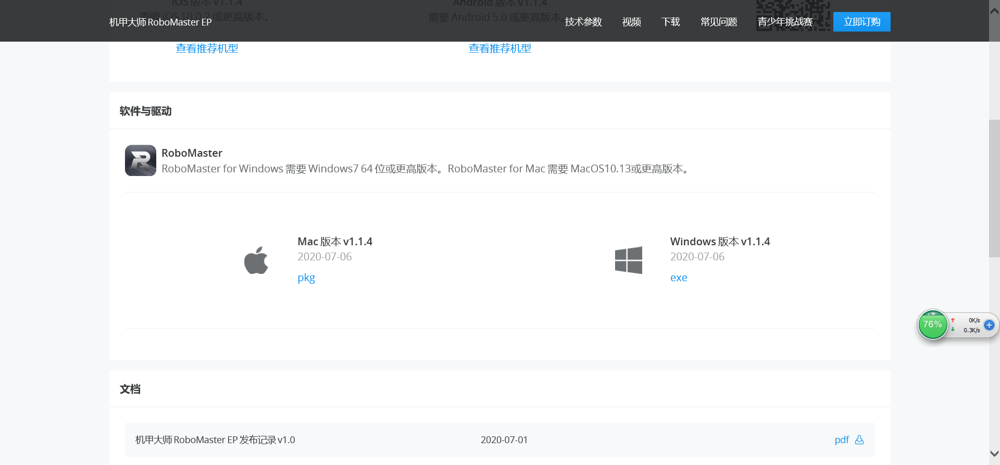 iOS 版本 v1.1.4
Android 版本 v1.1.4
需要 iOS 10.0.2 或更高版本。
需要 Android 5.0 或更高版本。
机甲大师 RoboMaster EP
技术参数
视频
下载
常见问题
青少年挑战赛
立即订购
查看推荐机型
查看推荐机型
软件与驱动
RoboMaster
RoboMaster for Windows 需要 Windows7 64 位或更高版本。RoboMaster for Mac 需要 MacOS10.13或更高版本。
Mac 版本 v1.1.4
2020-07-06
pkg
Windows 版本 v1.1.4
2020-07-06
exe
76%
0K/s
0.3K/s
文档
机甲大师 RoboMaster EP 发布记录 v1.0
2020-07-01
pdf